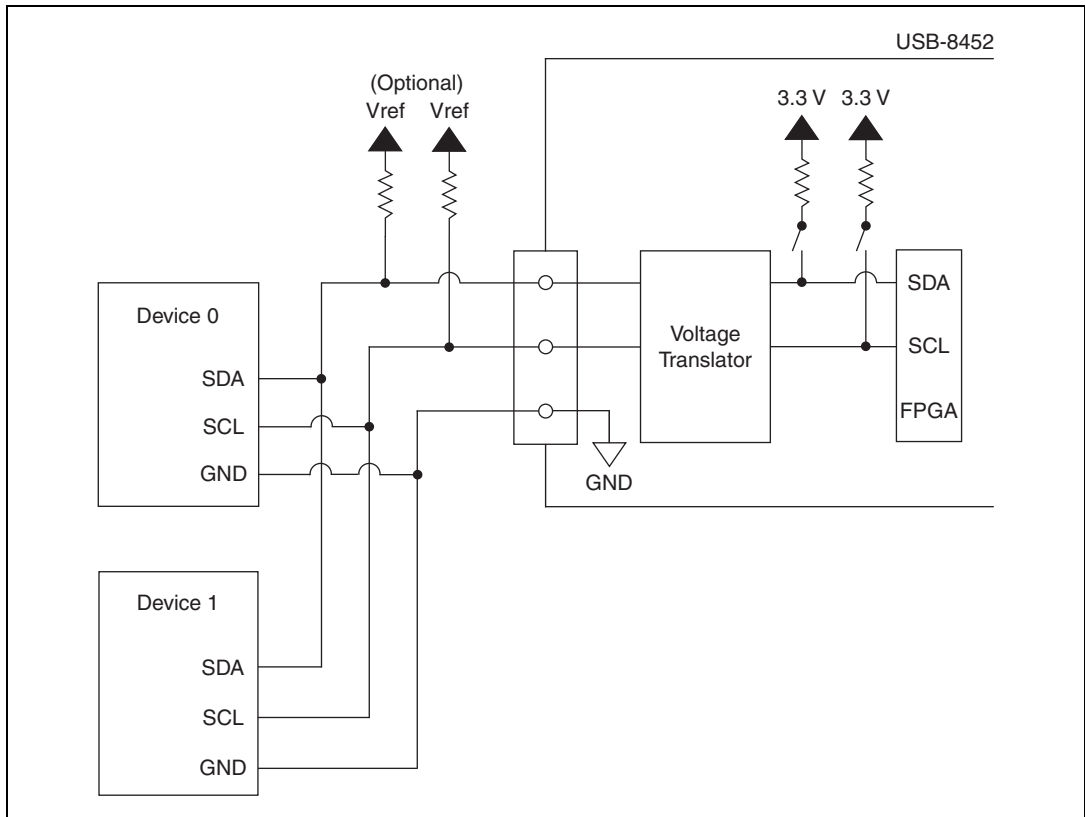 USB-8452
(Optional)
Vref Vref
3.3 V 3.3 V
Device 0
SDA
SCL
GND
Voltage
Translator
SDA
SCL
FPGA
GND
Device 1
SDA
SCL
GND